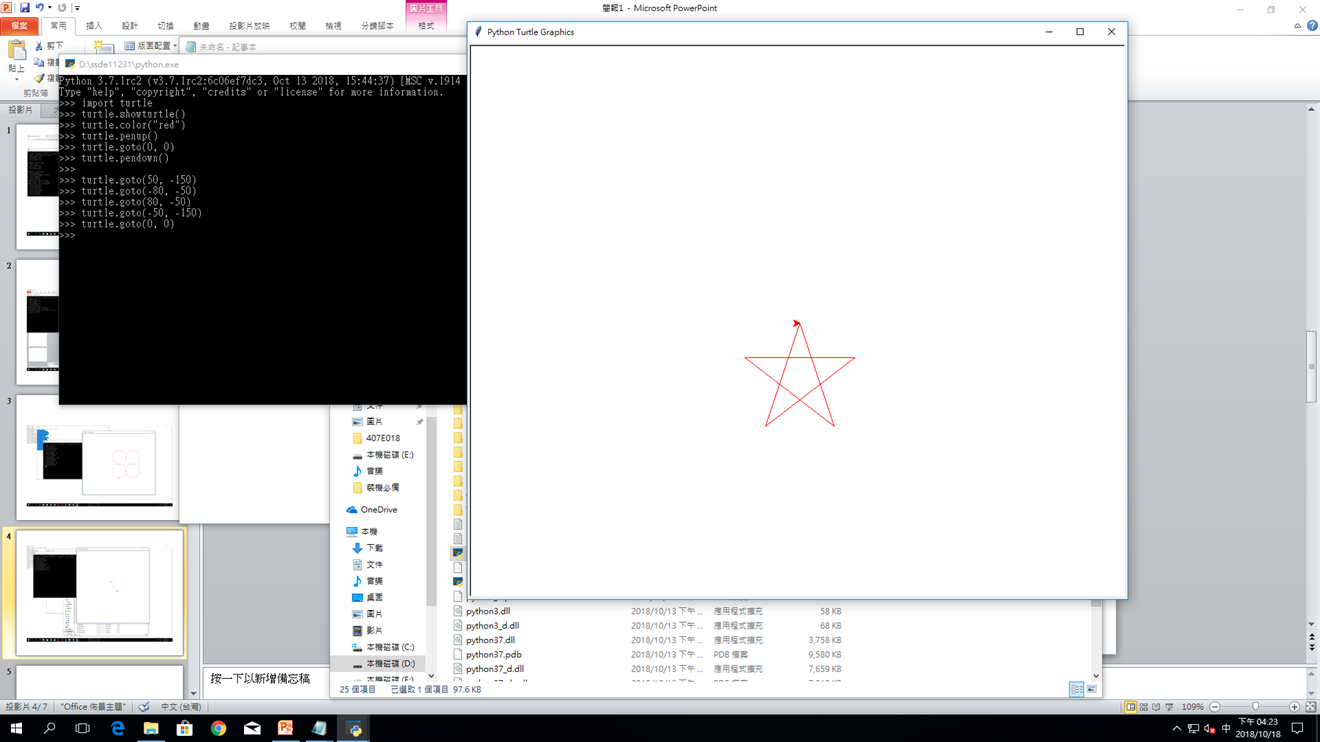 簡報1 - Microsoft PowerPoint
圖片工具
檔案
常用
插入
設計
切換
動畫
投影片放映
校閱
檢視
分鏡腳本
格式
貼上
剪下
版面配置
剪貼簿
未命名 - 記事本
投影片
D:\ssde11231\python.exe
Python 3.7.1rc2 (v3.7.1rc2:6c06ef7dc3, Oct 13 2018, 15:44:37) [MSC v.1914
Type "help", "copyright", "credits" or "license" for more information.
>>> import turtle
>>> turtle.showturtle()
>>> turtle.color("red")
>>> turtle.penup()
>>> turtle.goto(0, 0)
>>> turtle.pendown()
>>>
>>> turtle.goto(50, -150)
>>> turtle.goto(-80, -50)
>>> turtle.goto(80, -50)
>>> turtle.goto(-50, -150)
>>> turtle.goto(0, 0)
>>>
Python Turtle Graphics
1
2
3
4
5
文件
圖片
407E018
本機磁碟 (E:)
音樂
裝機必備
OneDrive
本機
下載
文件
音樂
桌面
圖片
影片
本機磁碟 (C:)
本機磁碟 (D:)
python3.dll 2018/10/13 下午 ... 應用程式擴充 58 KB
python3_d.dll 2018/10/13 下午 ... 應用程式擴充 68 KB
python37.dll 2018/10/13 下午 ... 應用程式擴充 3,758 KB
python37.pdb 2018/10/13 下午 ... PDB 檔案 9,580 KB
python37_d.dll 2018/10/13 下午 ... 應用程式擴充 7,659 KB
25 個項目 已選取 1 個項目 97.6 KB
按一下以新增備忘稿
投影片 4/7 "Office 佈景主題" 中文 (台灣) 109%
中
下午 04:23
2018/10/18